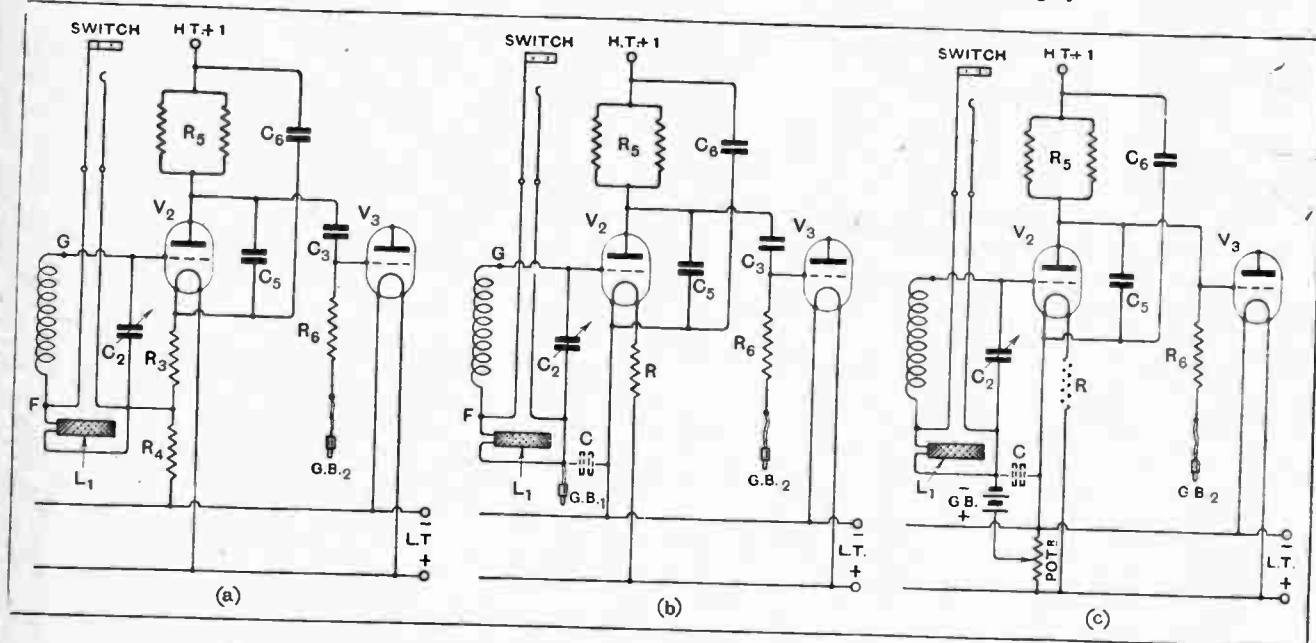 SWITCH
H.T.+1
R5
C6
V2
V3
G
C3
C5
C2
R3
R6
F
R4
L1
G.B.2
−
L.T
+
(a)
SWITCH
H.T.+1
R5
C6
V2
V3
G
C3
C5
C2
R
R6
F
C
L1
G.B.1
G.B.2
−
L.T.
+
(b)
SWITCH
H.T.+1
R5
C6
V2
V3
C5
C2
R
R6
C
L1
−
G.B.
+
G.B.2
POTR
−
L.T.
+
(c)